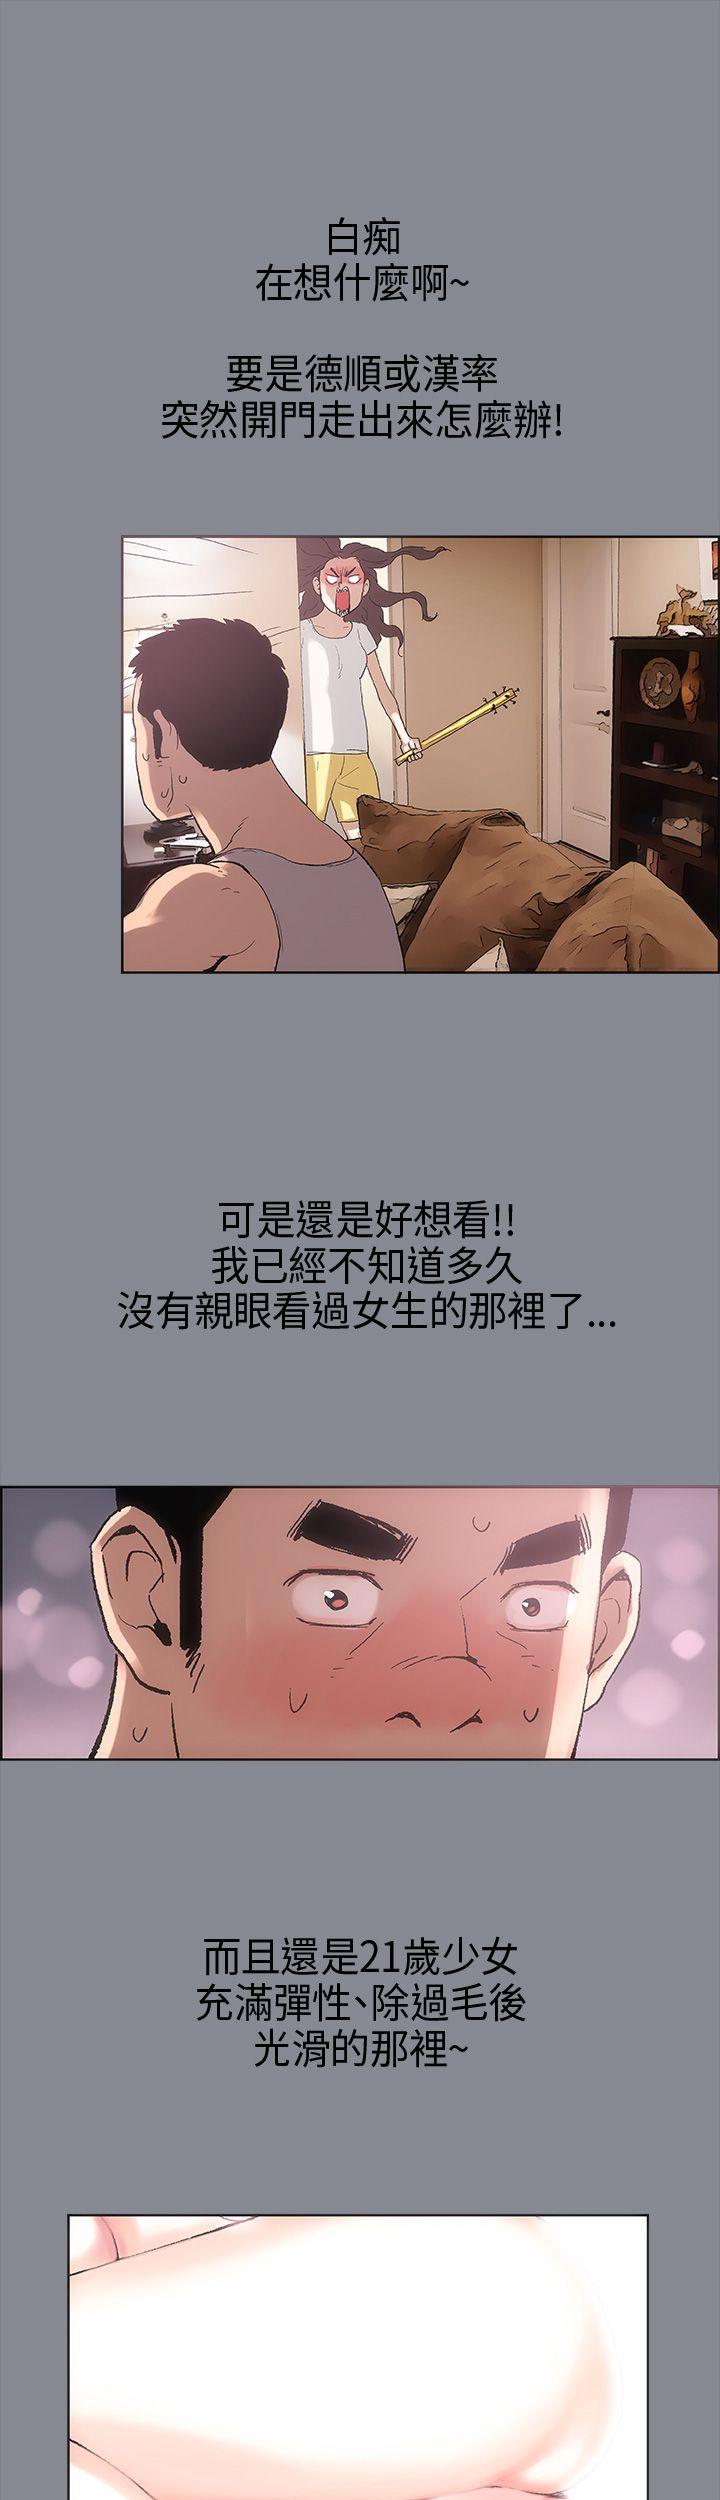 白痴
在想什麼啊~
要是德順或漢率
突然開門走出來怎麼辦!
可是還是好想看!!
我已經不知道多久
沒有親眼看過女生的那裡了...
而且還是21歲少女
充滿彈性、除過毛後
光滑的那裡~